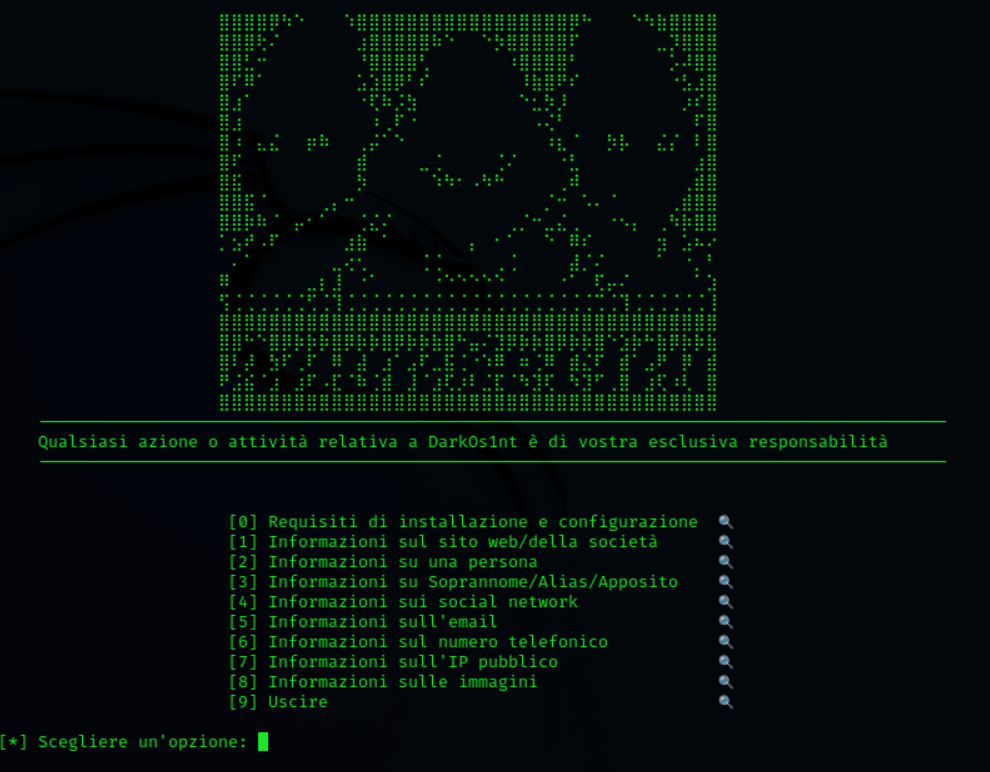 Qualsiasi azione o attività relativa a DarkOs1nt è di vostra esclusiva responsabilità
[0] Requisiti di installazione e configurazione
[1] Informazioni sul sito web/della società
[2] Informazioni su una persona
[3] Informazioni su Soprannome/Alias/Apposito
[4] Informazioni sui social network
[5] Informazioni sull'email
[6] Informazioni sul numero telefonico
[7] Informazioni sull'IP pubblico
[8] Informazioni sulle immagini
[9] Uscire
[*] Scegliere un'opzione: